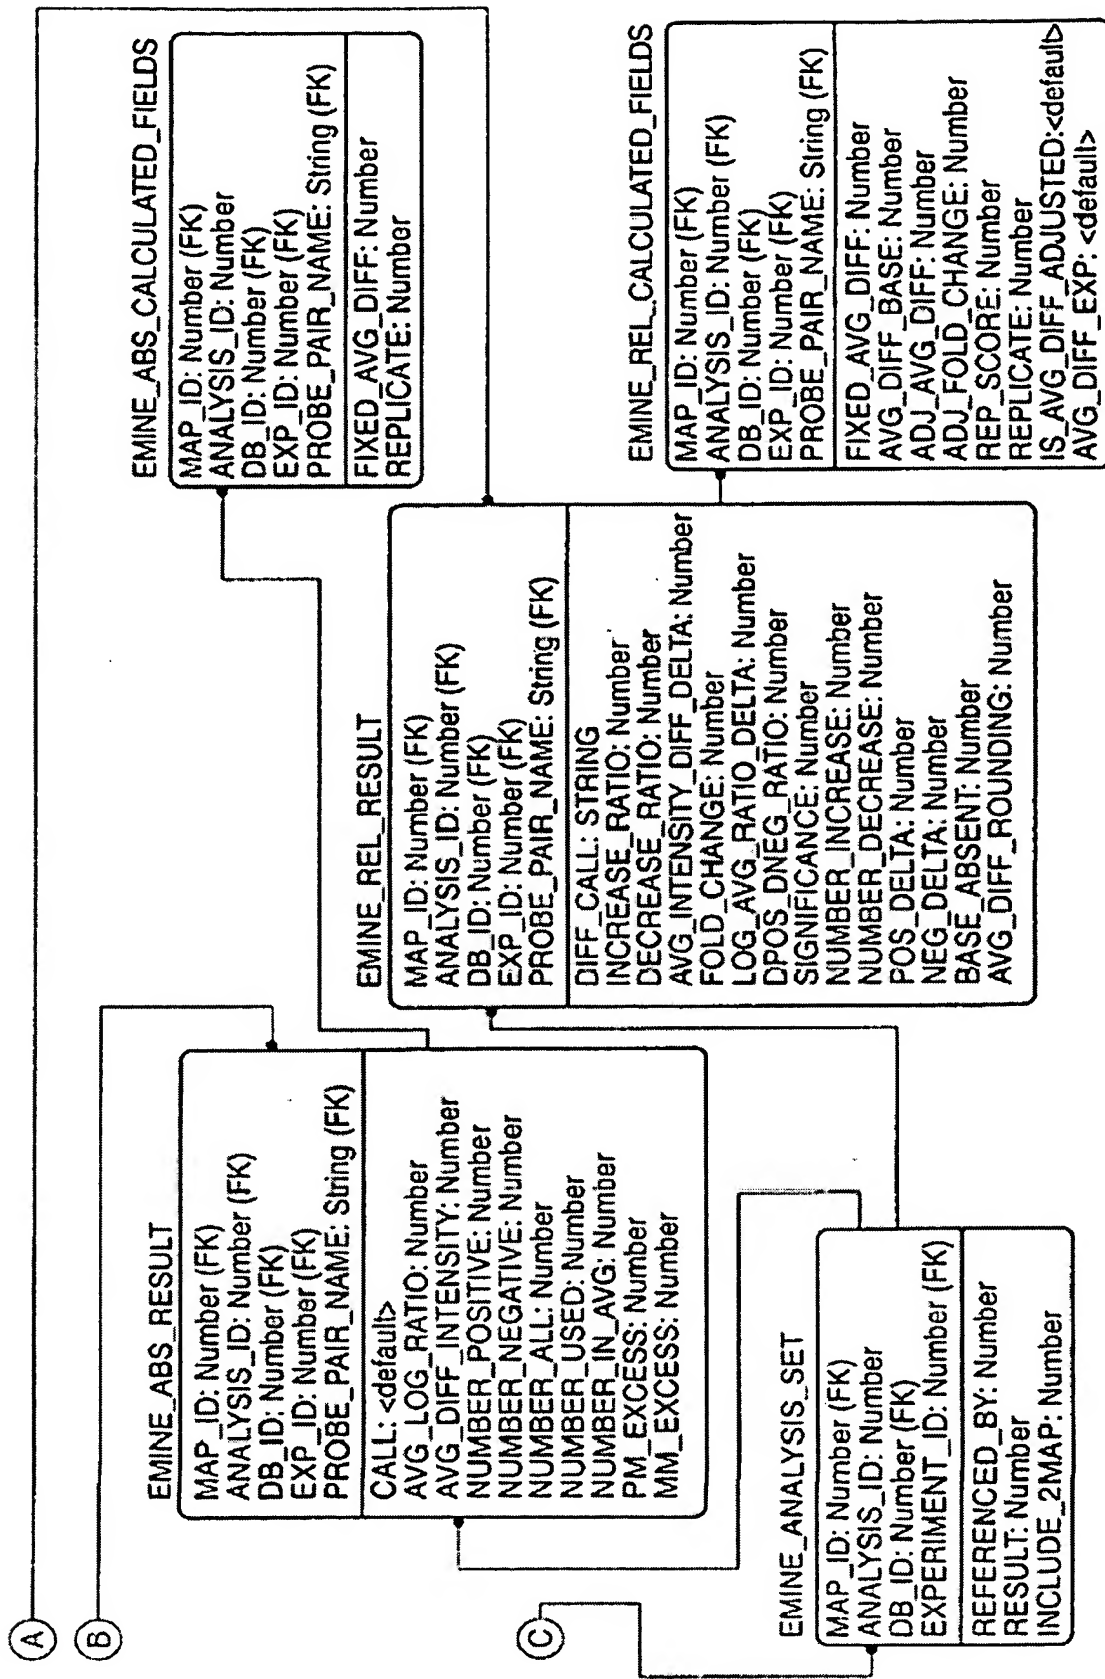 A
B
C
EMINE_ABS_RESULT
MAP_ID: Number (FK)
ANALYSIS_ID: Number (FK)
DB_ID: Number (FK)
EXP_ID: Number (FK)
PROBE_PAIR_NAME: String (FK)
CALL: <default>
AVG_LOG_RATIO: Number
AVG_DIFF_INTENSITY: Number
NUMBER_POSITIVE: Number
NUMBER_NEGATIVE: Number
NUMBER_ALL: Number
NUMBER_USED: Number
NUMBER_IN_AVG: Number
PM_EXCESS: Number
MM_EXCESS: Number
EMINE_ANALYSIS_SET
MAP_ID: Number (FK)
ANALYSIS_ID: Number
DB_ID: Number (FK)
EXPERIMENT_ID: Number (FK)
REFERENCED_BY: Number
RESULT: Number
INCLUDE_2MAP: Number
EMINE_REL_RESULT
MAP_ID: Number (FK)
ANALYSIS_ID: Number (FK)
DB_ID: Number (FK)
EXP_ID: Number (FK)
PROBE_PAIR_NAME: String (FK)
DIFF_CALL: STRING
INCREASE_RATIO: Number
DECREASE_RATIO: Number
AVG_INTENSITY_DIFF_DELTA: Number
FOLD_CHANGE: Number
LOG_AVG_RATIO_DELTA: Number
DPOS_DNEG_RATIO: Number
SIGNIFICANCE: Number
NUMBER_INCREASE: Number
NUMBER_DECREASE: Number
POS_DELTA: Number
NEG_DELTA: Number
BASE_ABSENT: Number
AVG_DIFF_ROUNDING: Number
EMINE_ABS_CALCULATED_FIELDS
MAP_ID: Number (FK)
ANALYSIS_ID: Number
DB_ID: Number (FK)
EXP_ID: Number (FK)
PROBE_PAIR_NAME: String (FK)
FIXED_AVG_DIFF: Number
REPLICATE: Number
EMINE_REL_CALCULATED_FIELDS
MAP_ID: Number (FK)
ANALYSIS_ID: Number (FK)
DB_ID: Number (FK)
EXP_ID: Number (FK)
PROBE_PAIR_NAME: String (FK)
FIXED_AVG_DIFF: Number
AVG_DIFF_BASE: Number
ADJ_AVG_DIFF: Number
ADJ_FOLD_CHANGE: Number
REP_SCORE: Number
REPLICATE: Number
IS_AVG_DIFF_ADJUSTED:<default>
AVG_DIFF_EXP: <default>